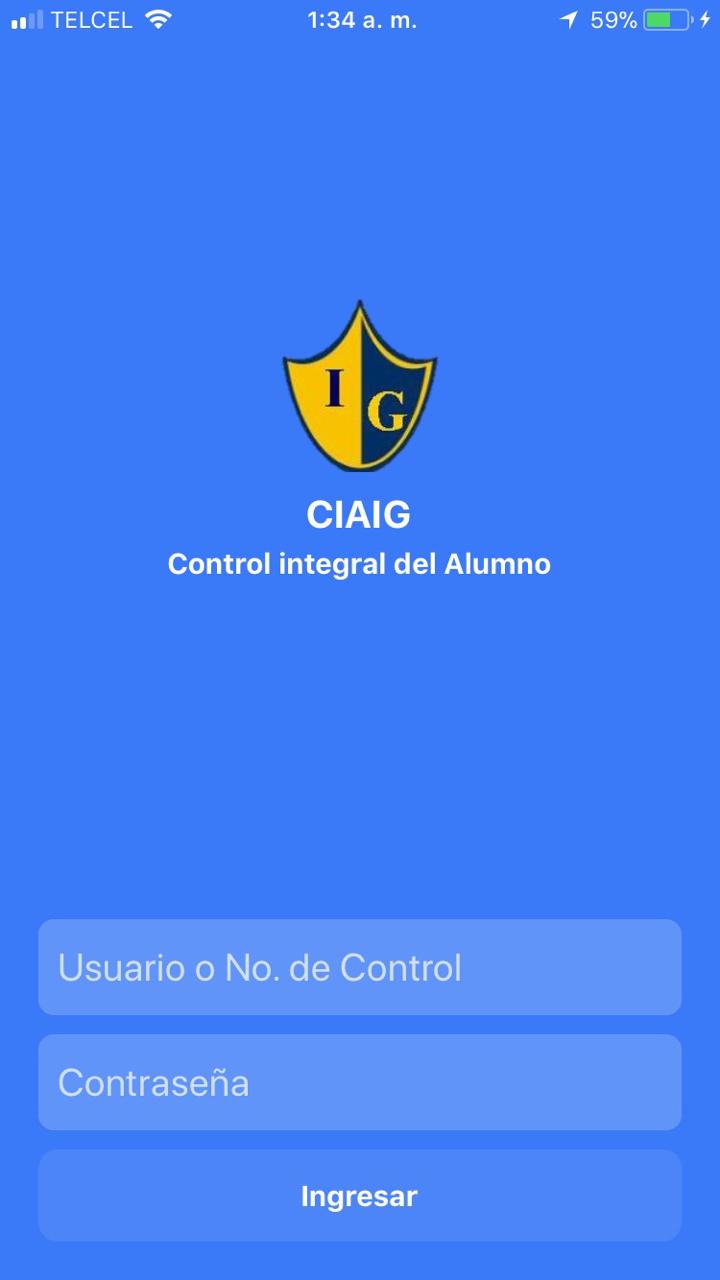 TELCEL 1:34 a. m. 59%
I G
CIAIG
Control integral del Alumno
Usuario o No. de Control
Contraseña
Ingresar